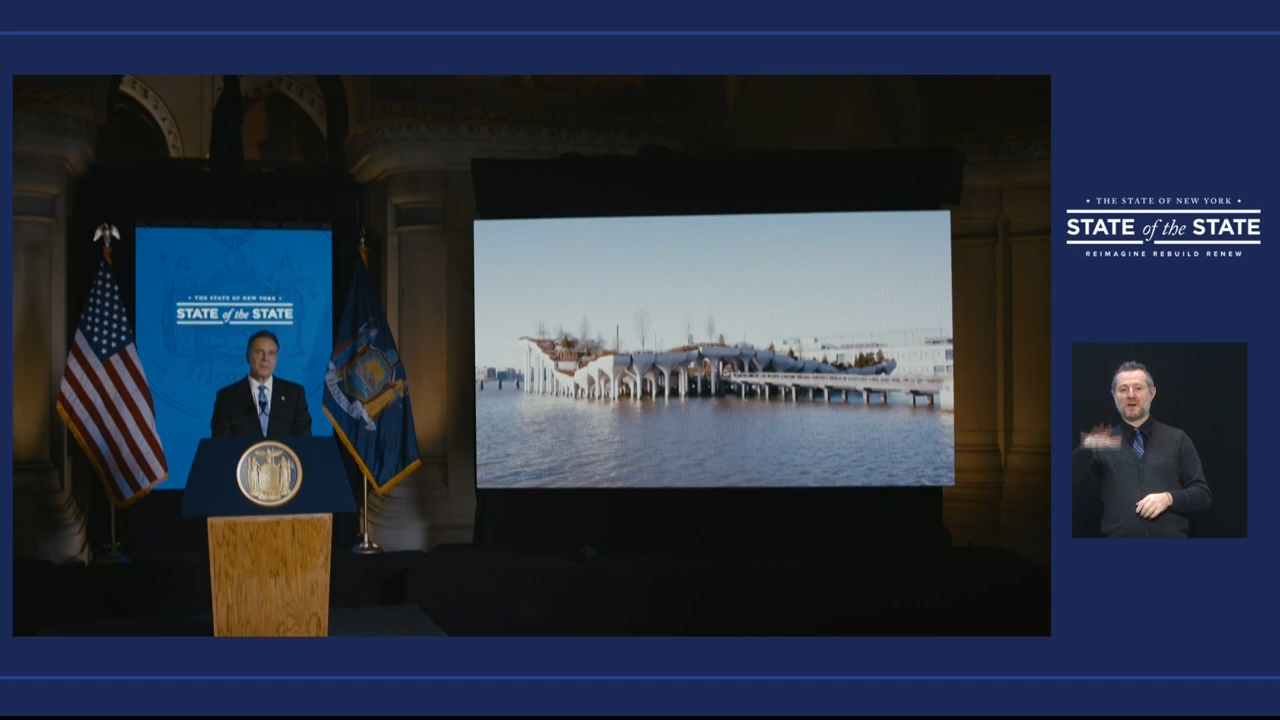 • THE STATE OF NEW YORK •
STATE of the STATE
• THE STATE OF NEW YORK •
STATE of the STATE
REIMAGINE REBUILD RENEW